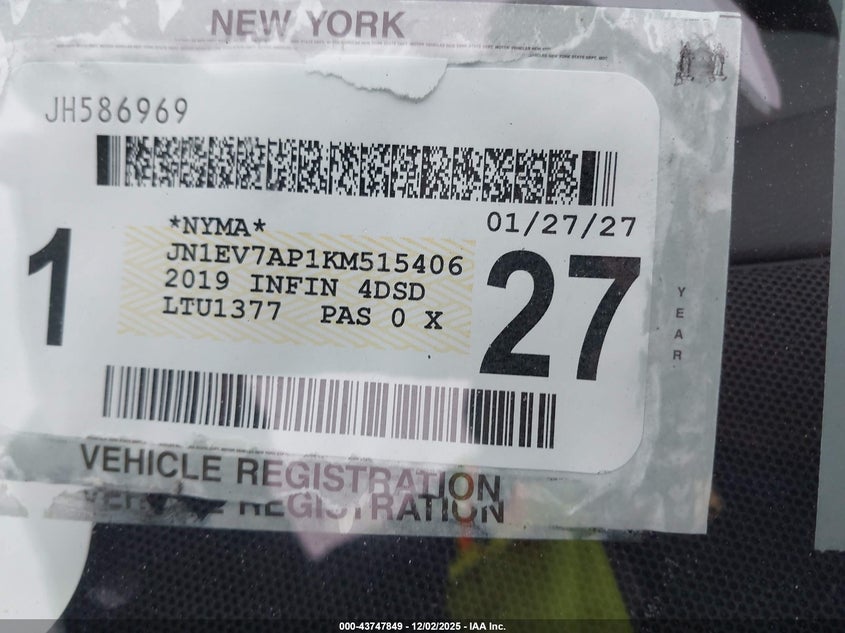 NEW YORK
JH586969
*NYMA*
01/27/27
JN1EV7AP1KM515406
2019 INFIN 4DSD
LTU1377 PAS 0 X
1
27
YEAR
VEHICLE REGISTRATION
VEHICLE REGISTRATION
000-43747849 - 12/02/2025 - IAA Inc.